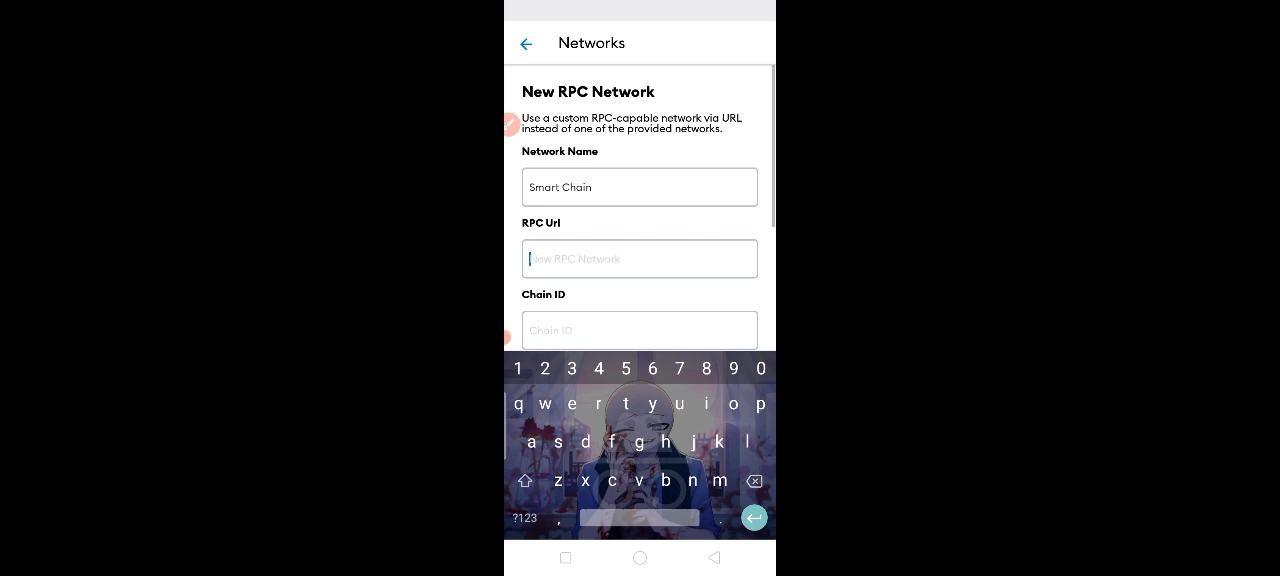 Networks
New RPC Network
Use a custom RPC-capable network via URL
instead of one of the provided networks.
Network Name
Smart Chain
RPC Url
New RPC Network
Chain ID
Chain ID
1 2 3 4 5 6 7 8 9 0
q w e r t y u i o p
a s d f g h j k l
z x c v b n m
?123 , .